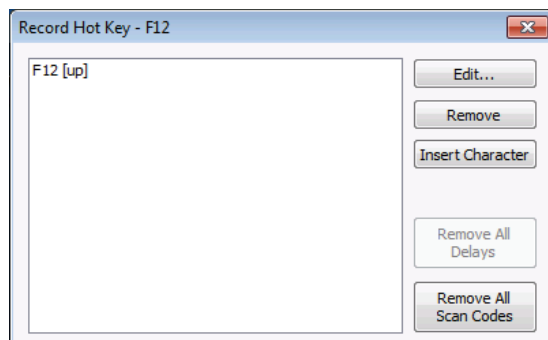 Record Hot Key - F12
F12 [up]
Edit...
Remove
Insert Character
Remove All
Delays
Remove All
Scan Codes